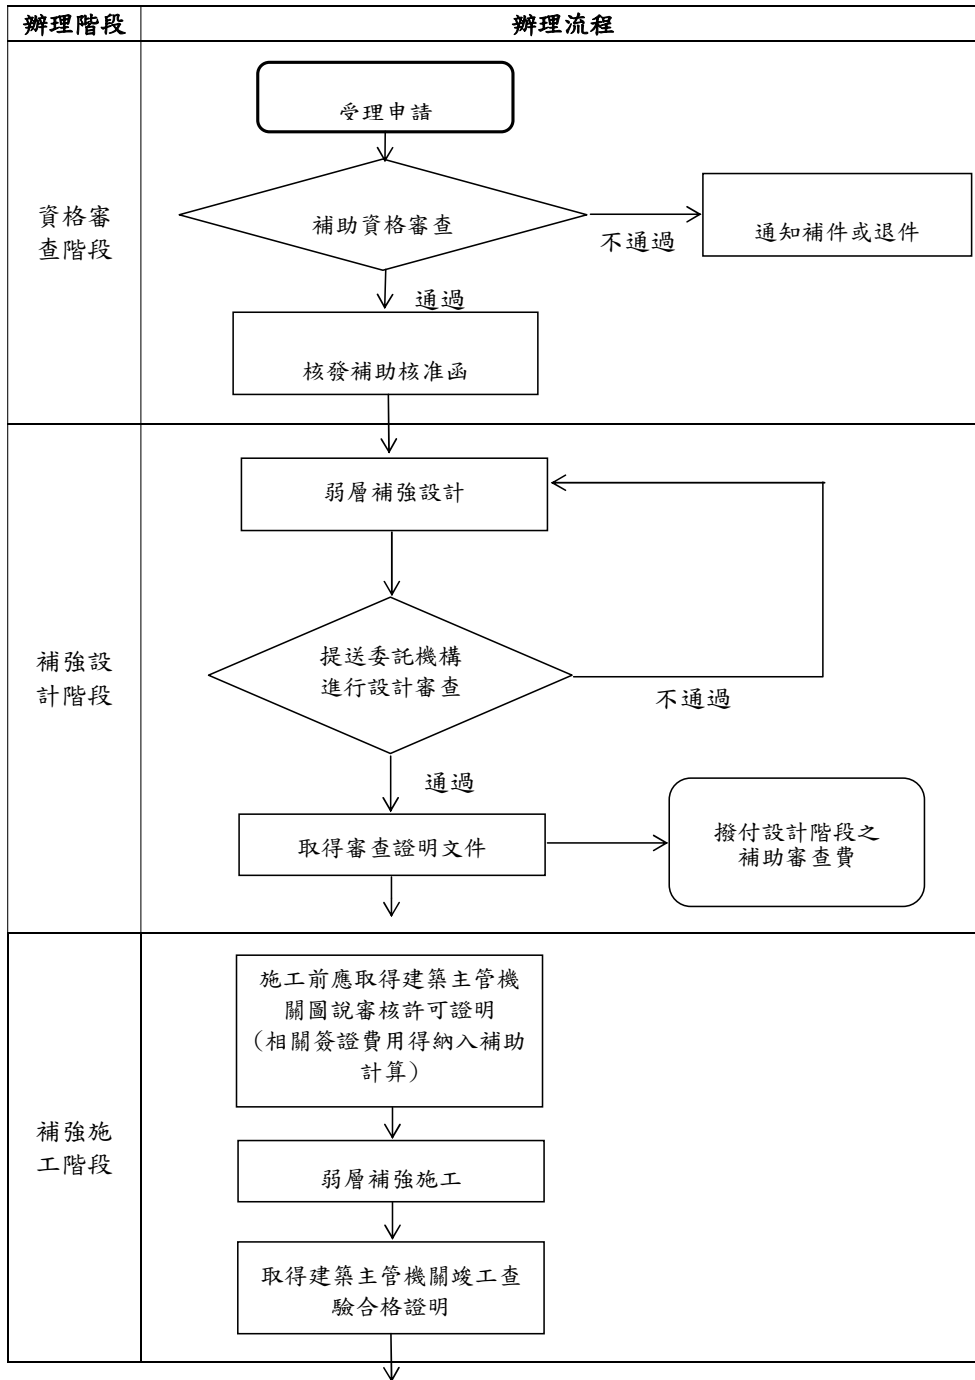 辦理階段
辦理流程
資格審
查階段
受理申請
補助資格審查
不通過
通知補件或退件
通過
核發補助核准函
補強設
計階段
弱層補強設計
提送委託機構
進行設計審查
不通過
通過
取得審查證明文件
撥付設計階段之
補助審查費
補強施
工階段
施工前應取得建築主管機
關圖說審核許可證明
（相關簽證費用得納入補助
計算）
弱層補強施工
取得建築主管機關竣工查
驗合格證明